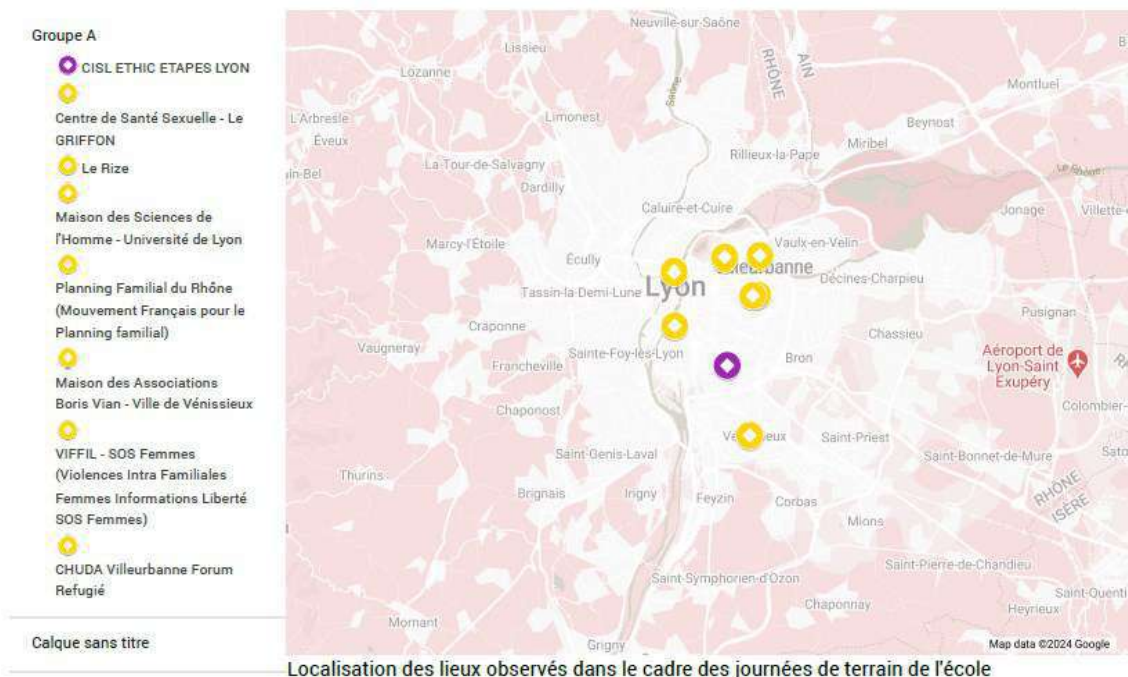 Groupe A
CISL ETHIC ETAPES LYON
Centre de Santé Sexuelle - Le
GRIFFON
Le Rize
Maison des Sciences de
l'Homme - Université de Lyon
Planning Familial du Rhône
(Mouvement Français pour le
Planning familial)
Maison des Associations
Boris Vian - Ville de Vénissieux
VIFFIL - SOS Femmes
(Violences Intra Familiales
Femmes Informations Liberté
SOS Femmes)
CHUDA Villeurbanne Forum
Refugié
Calque sans titre
Neuville-sur-Saône
Lissieu
Lozanne
RHÔNE
AIN
Montluel
L'Arbresle
Éveux
Limonest
Saône
Beynost
Miribel
Rillieux-la-Pape
La-Tour-de-Salvagny
Dardilly
Le Rhône
Jonage
Villette-
Caluire-et-Cuire
Marcy-l'Étoile
Écully
Vaulx-en-Velin
Décines-Charpieu
Tassin-la-Demi-Lune
Lyon
Pusignan
Craponne
Chassieu
Vaugneray
Francheville
Sainte-Foy-lès-Lyon
Bron
Aéroport de
Lyon-Saint
Exupéry
Chaponost
Colombier-
Saint-Priest
Saint-Genis-Laval
Saint-Bonnet-de-Mure
Thurins
Brignais
Irigny
Feyzin
Corbas
Mions
RHÔNE
ISÈRE
Saint-Pierre-de-Chandieu
Saint-Symphorien-d'Ozon
Saint-Quenti
Chaponnay
Heyrieux
Mornant
Grigny
Map data ©2024 Google
Localisation des lieux observés dans le cadre des journées de terrain de l'école